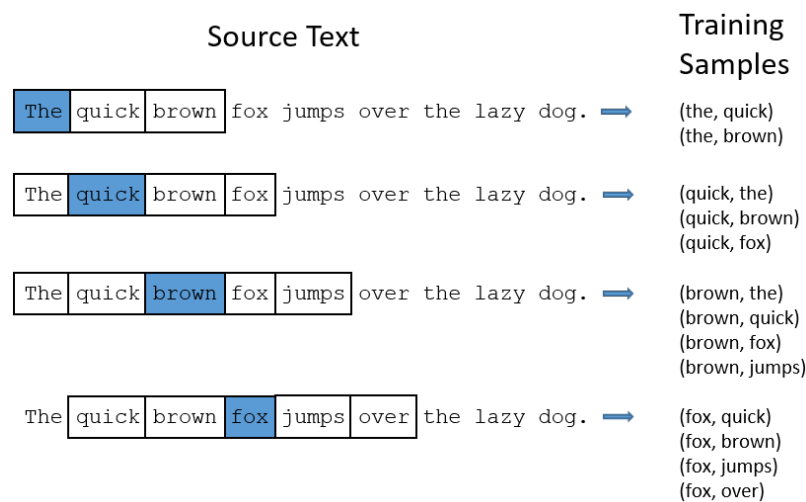 Source Text
Training
Samples
The quick brown fox jumps over the lazy dog.
(the, quick)
(the, brown)
The quick brown fox jumps over the lazy dog.
(quick, the)
(quick, brown)
(quick, fox)
The quick brown fox jumps over the lazy dog.
(brown, the)
(brown, quick)
(brown, fox)
(brown, jumps)
The quick brown fox jumps over the lazy dog.
(fox, quick)
(fox, brown)
(fox, jumps)
(fox, over)